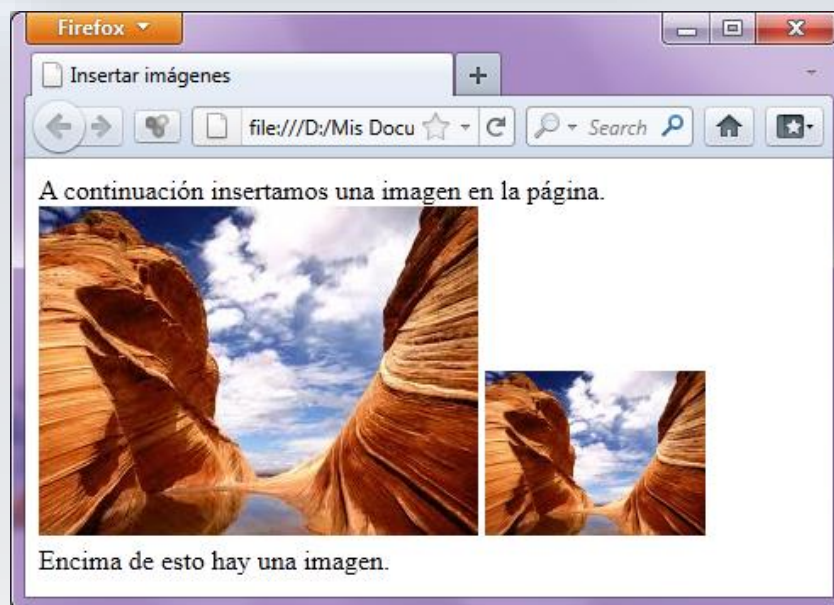 Firefox
Insertar imágenes
file:///D:/Mis Docu
Search
A continuación insertamos una imagen en la página.
Encima de esto hay una imagen.